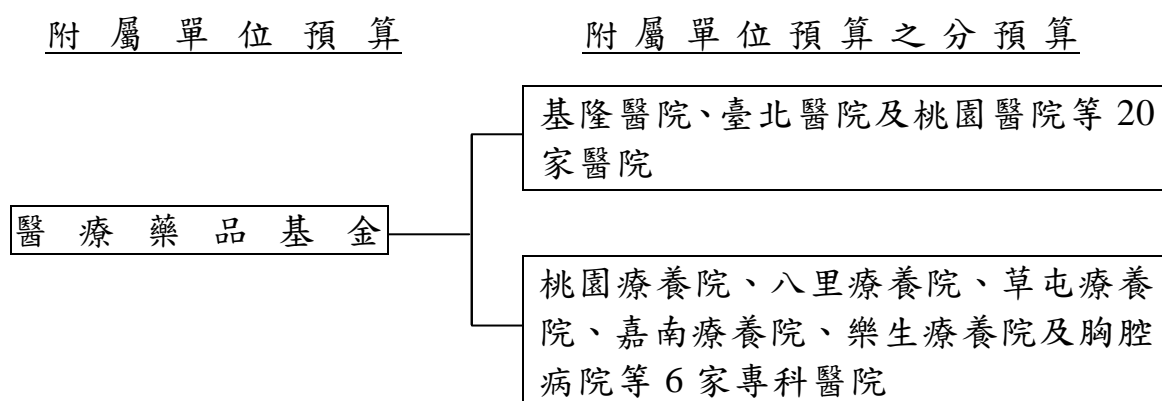 附屬單位預算
附屬單位預算之分預算
基隆醫院、臺北醫院及桃園醫院等 20
家醫院
醫療藥品基金
桃園療養院、八里療養院、草屯療養
院、嘉南療養院、樂生療養院及胸腔
病院等 6 家專科醫院